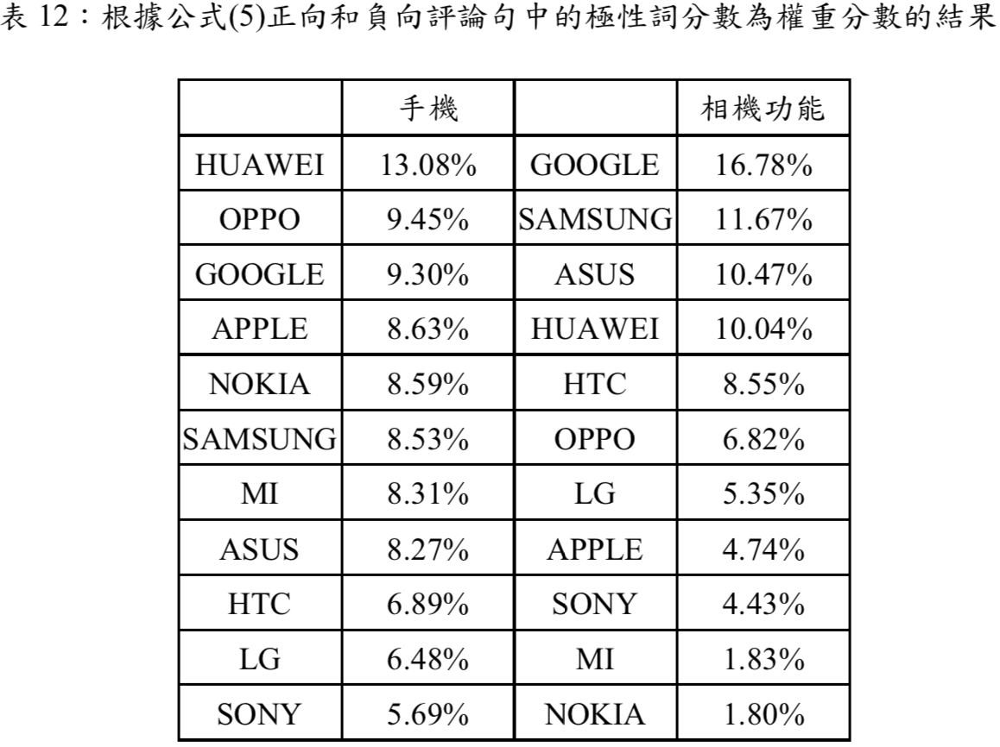 表 12：根據公式(5)正向和負向評論句中的極性詞分數為權重分數的結果
手機 相機功能
HUAWEI 13.08% GOOGLE 16.78%
OPPO 9.45% SAMSUNG 11.67%
GOOGLE 9.30% ASUS 10.47%
APPLE 8.63% HUAWEI 10.04%
NOKIA 8.59% HTC 8.55%
SAMSUNG 8.53% OPPO 6.82%
MI 8.31% LG 5.35%
ASUS 8.27% APPLE 4.74%
HTC 6.89% SONY 4.43%
LG 6.48% MI 1.83%
SONY 5.69% NOKIA 1.80%